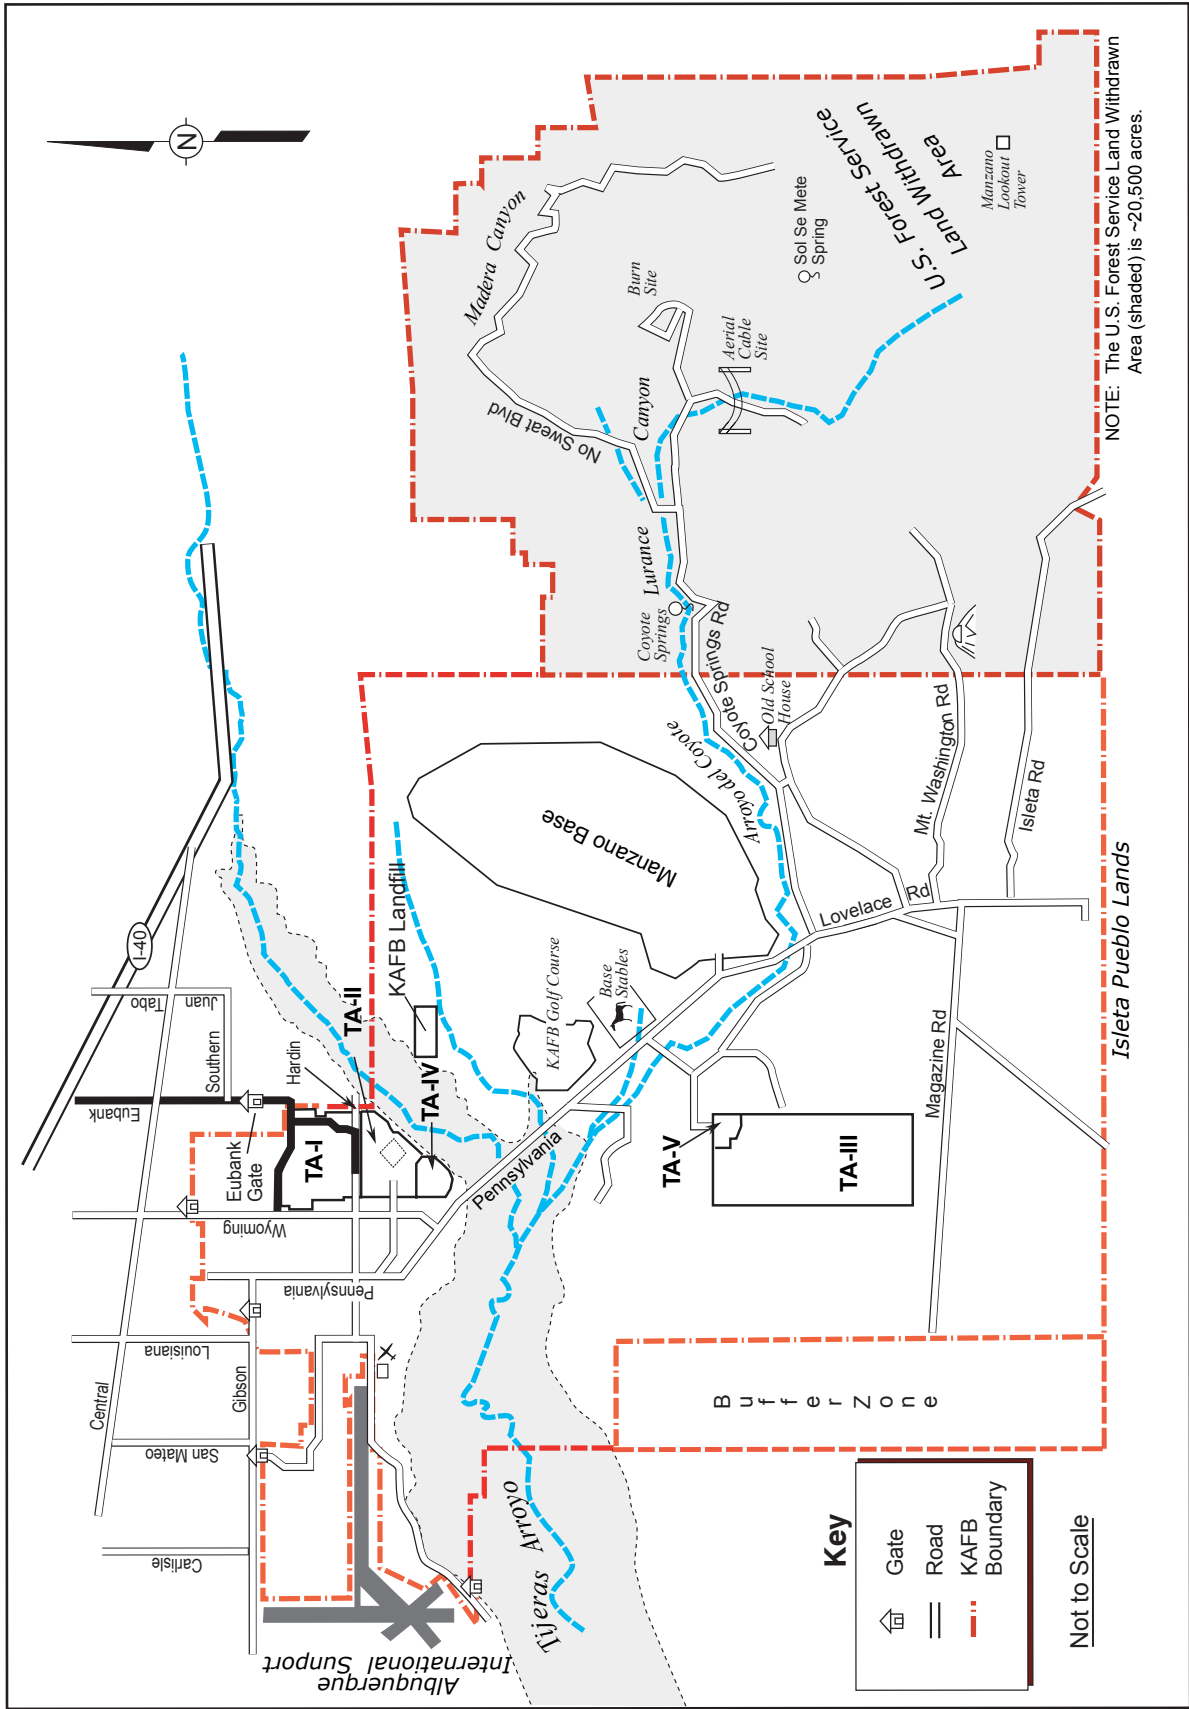 N
I-40
Juan
Tabo
Southern
Eubank
Hardin
Eubank
Gate
TA-I
TA-II
TA-IV
KAFB Landfill
Wyoming
Pennsylvania
Louisiana
Gibson
Central
San Mateo
Carlisle
Albuquerque
International Sunport
Tijeras Arroyo
Pennsylvania
KAFB Golf Course
Base
Stables
Manzano Base
Arroyo del Coyote
Coyote Springs Rd
Coyote
Springs
Lurance
Canyon
No Sweat Blvd
Madera Canyon
Burn
Site
Aerial
Cable
Site
Sol Se Mete
Spring
U.S. Forest Service
Land Withdrawn
Area
Manzano
Lookout
Tower
Old School
House
Lovelace Rd
Mt. Washington Rd
Isleta Rd
Magazine Rd
TA-V
TA-III
Buffer Zone
Isleta Pueblo Lands
NOTE: The U.S. Forest Service Land Withdrawn
Area (shaded) is ~20,500 acres.
Key
Gate
Road
KAFB
Boundary
Not to Scale